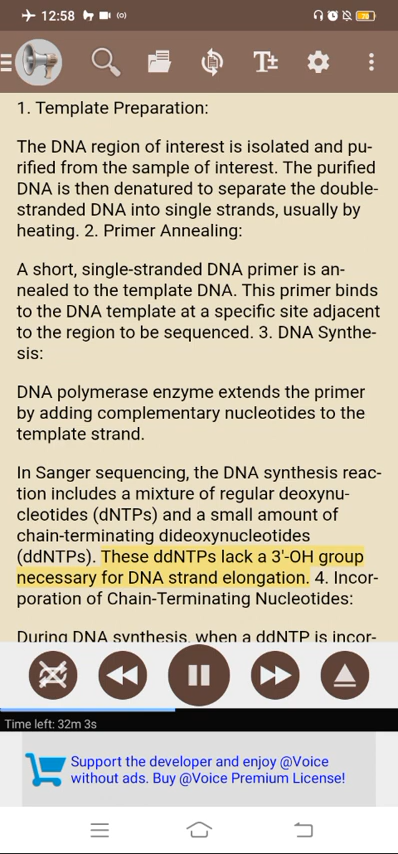 12:58
1. Template Preparation:
The DNA region of interest is isolated and pu-
rified from the sample of interest. The purified
DNA is then denatured to separate the double-
stranded DNA into single strands, usually by
heating. 2. Primer Annealing:
A short, single-stranded DNA primer is an-
nealed to the template DNA. This primer binds
to the DNA template at a specific site adjacent
to the region to be sequenced. 3. DNA Synthe-
sis:
DNA polymerase enzyme extends the primer
by adding complementary nucleotides to the
template strand.
In Sanger sequencing, the DNA synthesis reac-
tion includes a mixture of regular deoxynu-
cleotides (dNTPs) and a small amount of
chain-terminating dideoxynucleotides
(ddNTPs). These ddNTPs lack a 3'-OH group
necessary for DNA strand elongation. 4. Incor-
poration of Chain-Terminating Nucleotides:
During DNA synthesis, when a ddNTP is incor-
Time left: 32m 3s
Support the developer and enjoy @Voice
without ads. Buy @Voice Premium License!